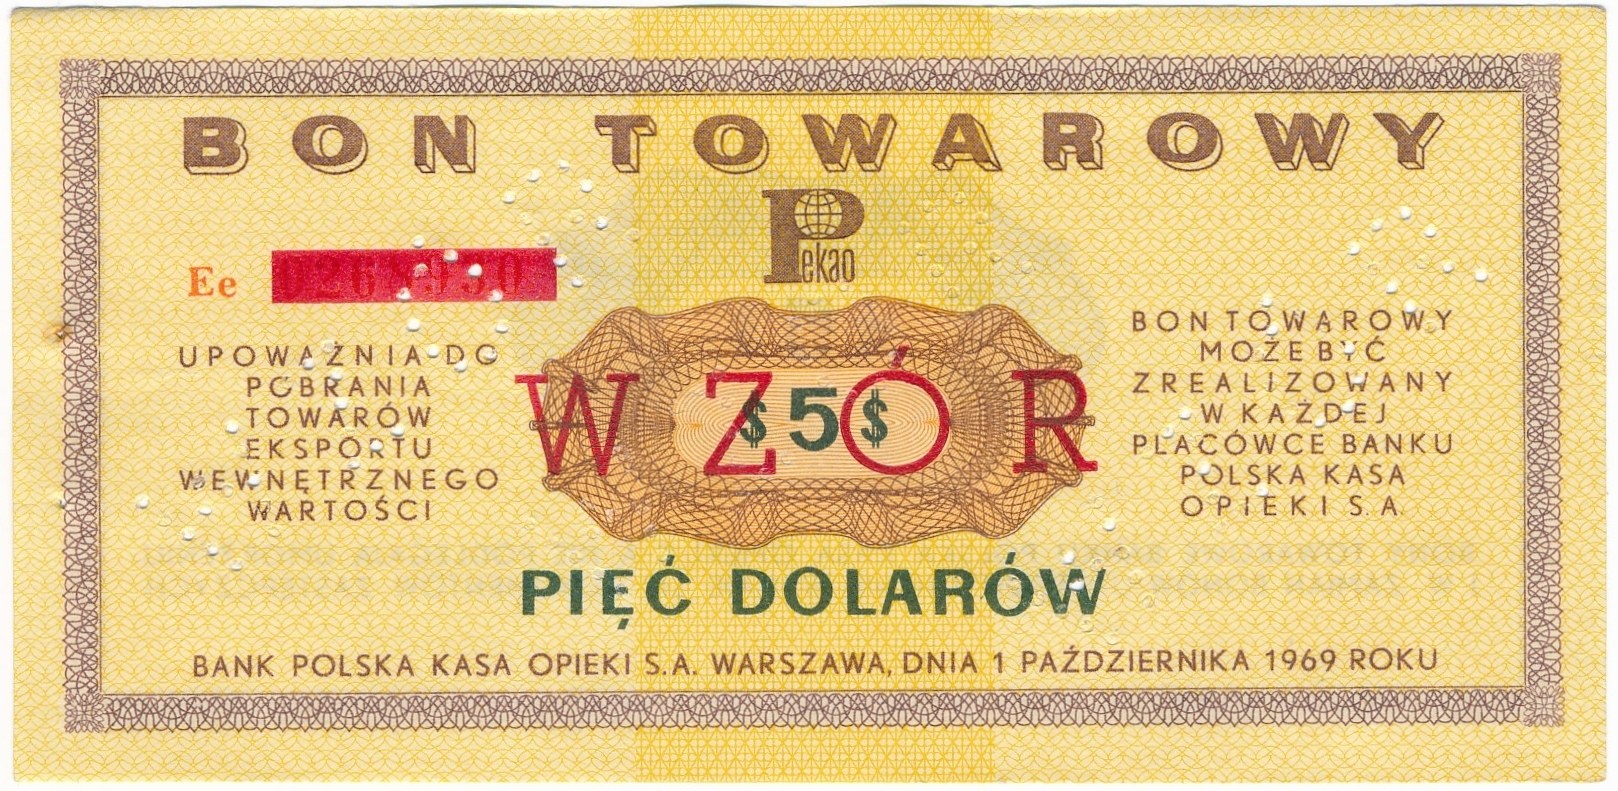 BON TOWAROWY
Pekao
Ee
UPOWAŻNIA DO
POBRANIA
TOWARÓW
EKSPORTU
WEWNĘTRZNEGO
WARTOŚCI
WZÓR
$5$
BON TOWAROWY
MOŻE BYĆ
ZREALIZOWANY
W KAŻDEJ
PLACÓWCE BANKU
POLSKA KASA
OPIEKI S.A.
PIĘĆ DOLARÓW
BANK POLSKA KASA OPIEKI S.A. WARSZAWA, DNIA 1 PAŹDZIERNIKA 1969 ROKU